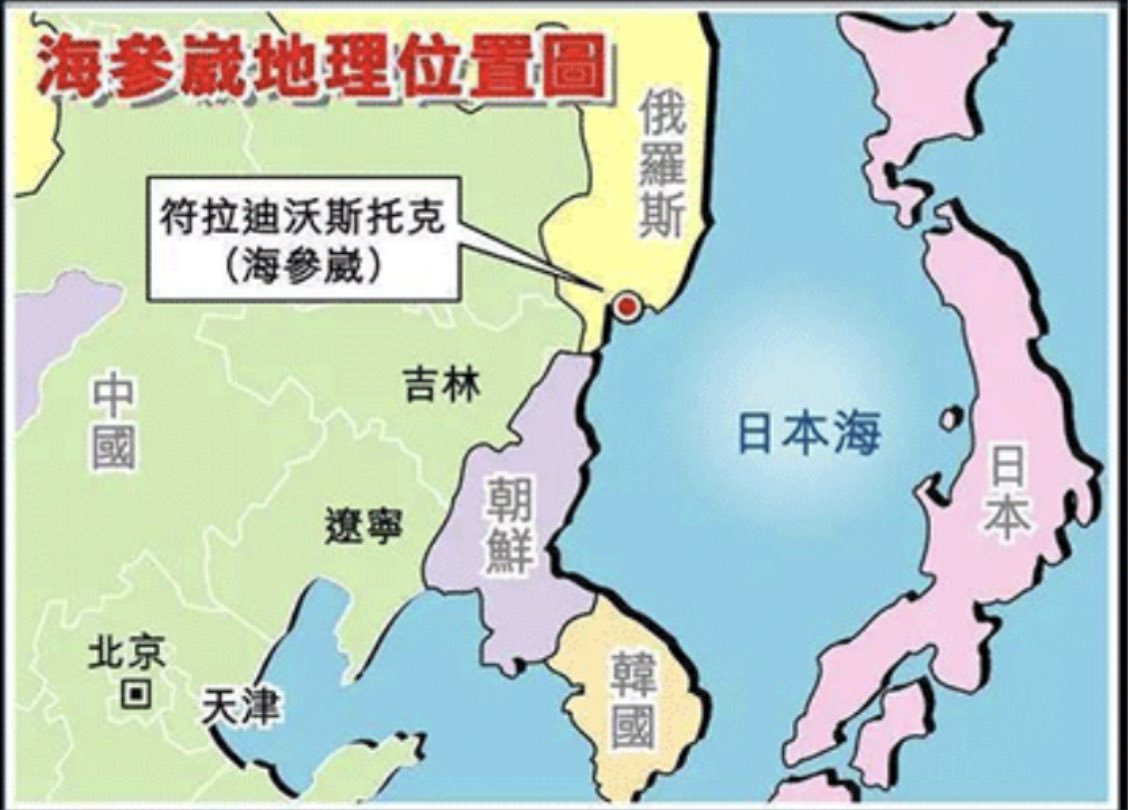 海參崴地理位置圖
俄羅斯
符拉迪沃斯托克
(海參崴)
吉林
中國
日本海
日本
朝鮮
遼寧
北京
天津
韓國